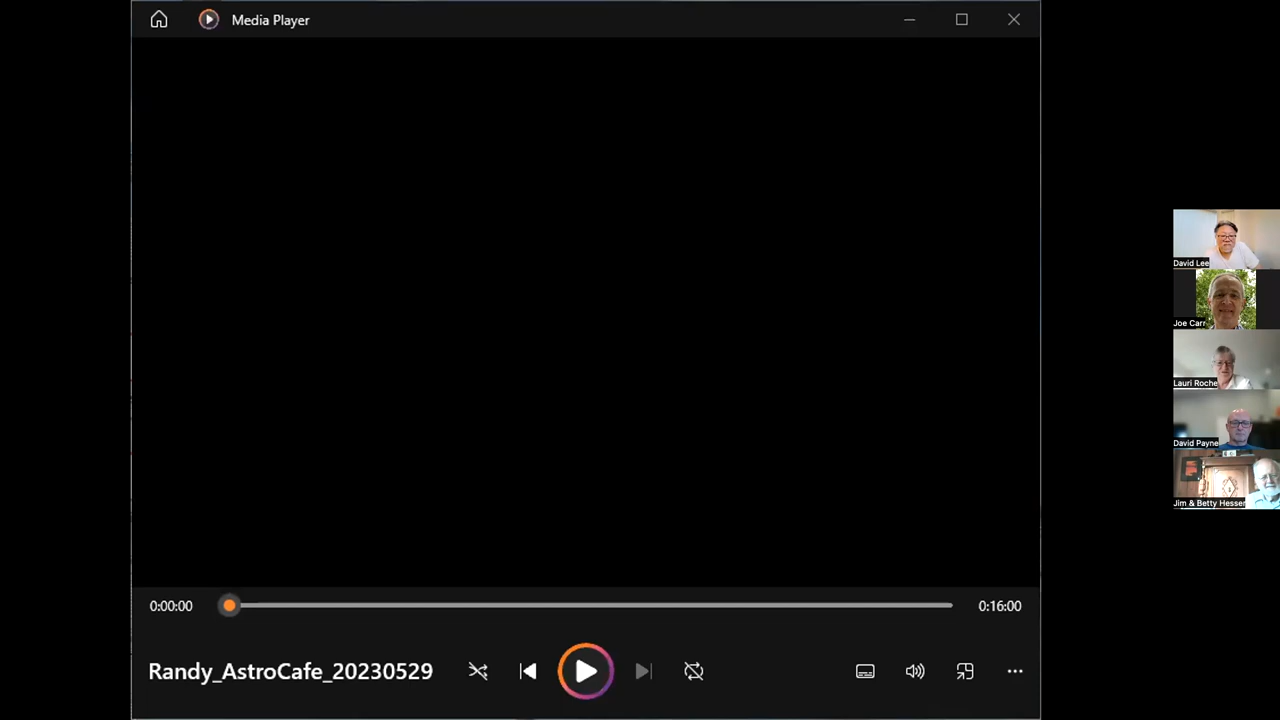 Media Player
David Lee
Joe Carr
Lauri Roche
David Payne
Jim & Betty Hesser
0:00:00
0:16:00
Randy_AstroCafe_20230529